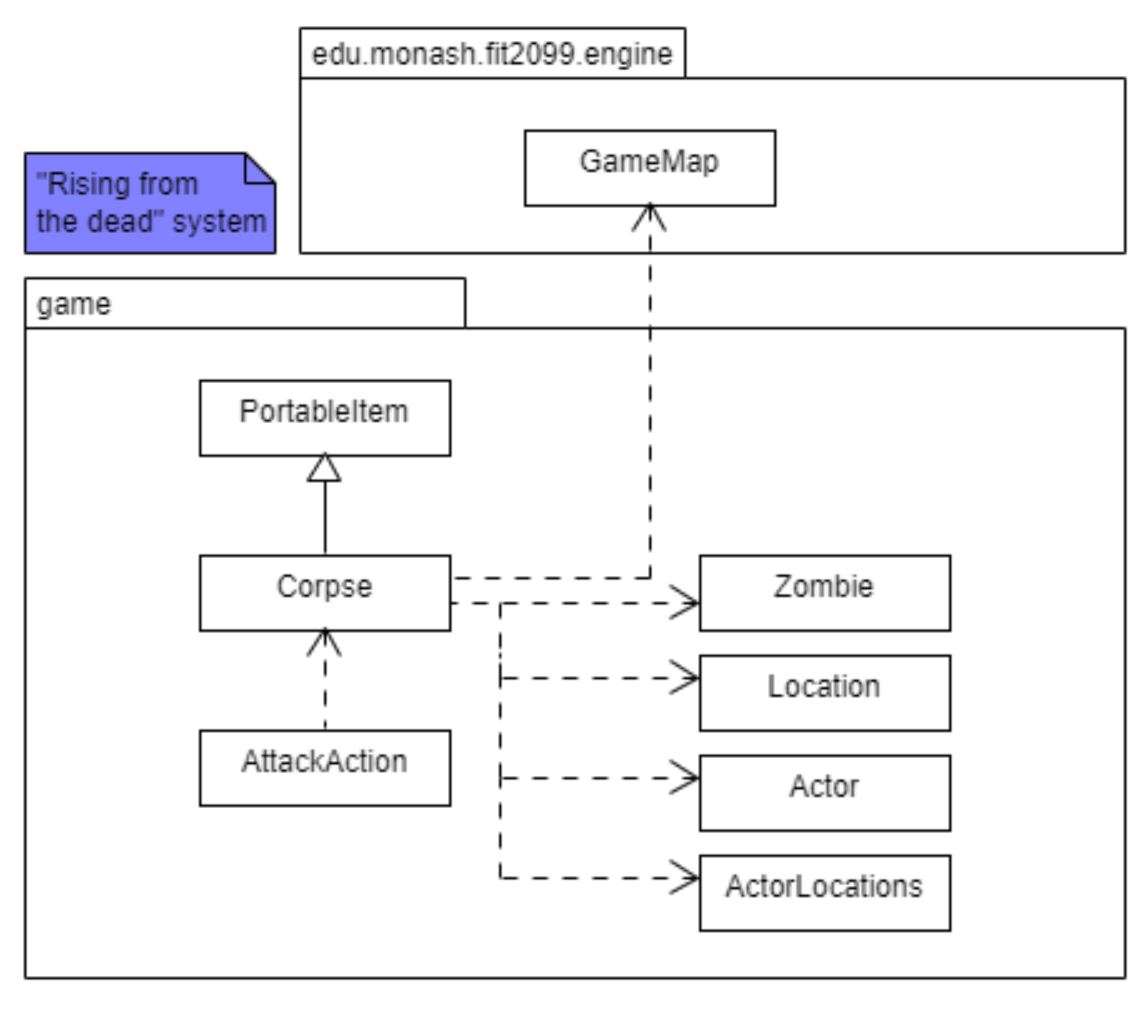 edu.monash.fit2099.engine
GameMap
"Rising from
the dead" system
game
PortableItem
Corpse
Zombie
Location
AttackAction
Actor
ActorLocations